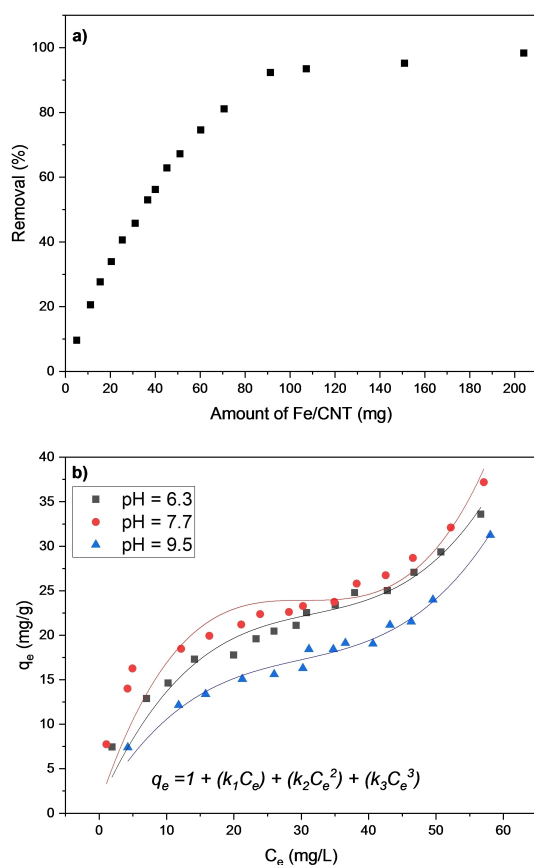 a)
Removal (%)
100
80
60
40
20
0
0 20 40 60 80 100 120 140 160 180 200
Amount of Fe/CNT (mg)
b)
pH = 6.3
pH = 7.7
pH = 9.5
qₑ (mg/g)
40
35
30
25
20
15
10
5
0
qₑ =1 + (k₁Cₑ) + (k₂Cₑ²) + (k₃Cₑ³)
0 10 20 30 40 50 60
Cₑ (mg/L)